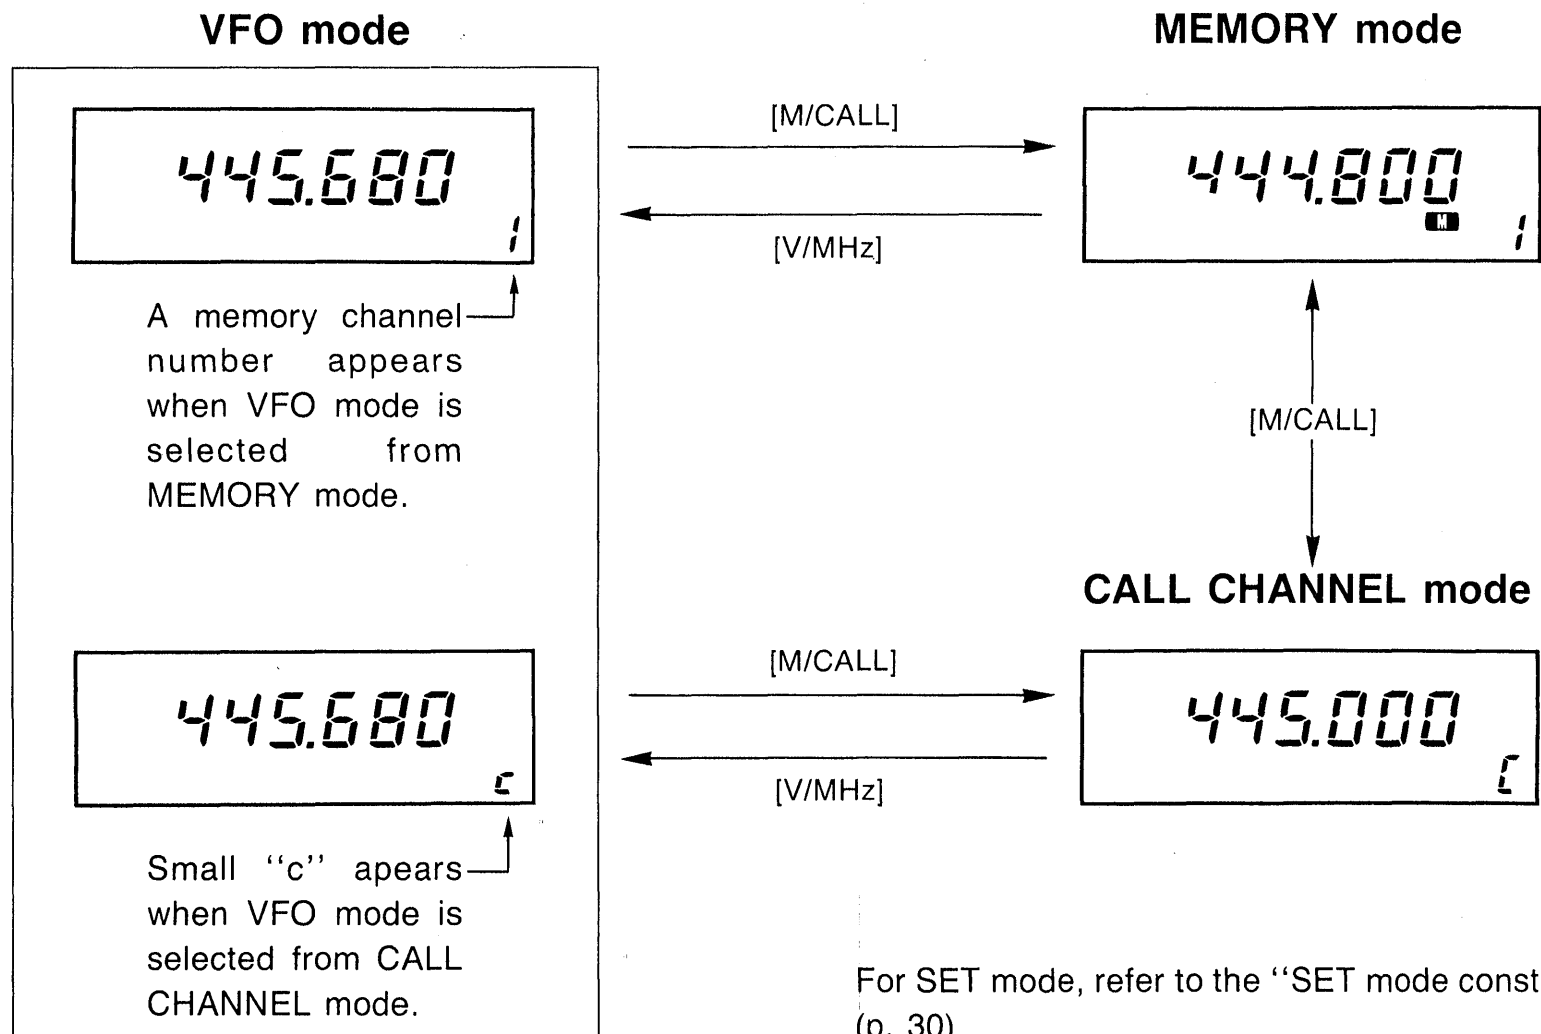 VFO mode
MEMORY mode
445.680
1
[M/CALL]
[V/MHz]
444.800
M
1
A memory channel
number appears
when VFO mode is
selected from
MEMORY mode.
[M/CALL]
CALL CHANNEL mode
445.680
c
[M/CALL]
[V/MHz]
445.000
C
Small ‘‘c’’ apears
when VFO mode is
selected from CALL
CHANNEL mode.
For SET mode, refer to the ‘‘SET mode const
(p. 30)